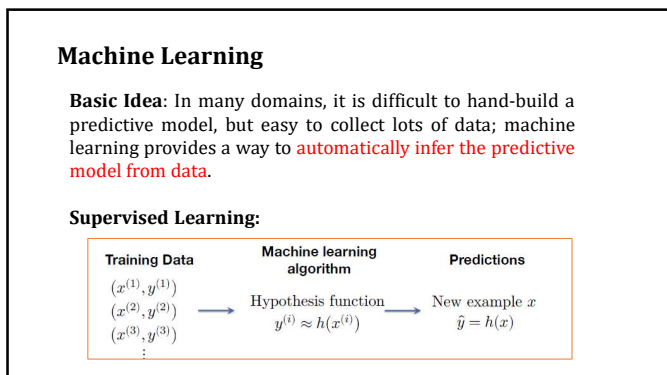 Machine Learning
Basic Idea: In many domains, it is difficult to hand-build a
predictive model, but easy to collect lots of data; machine
learning provides a way to automatically infer the predictive
model from data.
Supervised Learning:
Training Data
(x⁽¹⁾, y⁽¹⁾)
(x⁽²⁾, y⁽²⁾)
(x⁽³⁾, y⁽³⁾)
⋮
Machine learning
algorithm
Hypothesis function
y⁽ⁱ⁾ ≈ h(x⁽ⁱ⁾)
Predictions
New example x
ŷ = h(x)